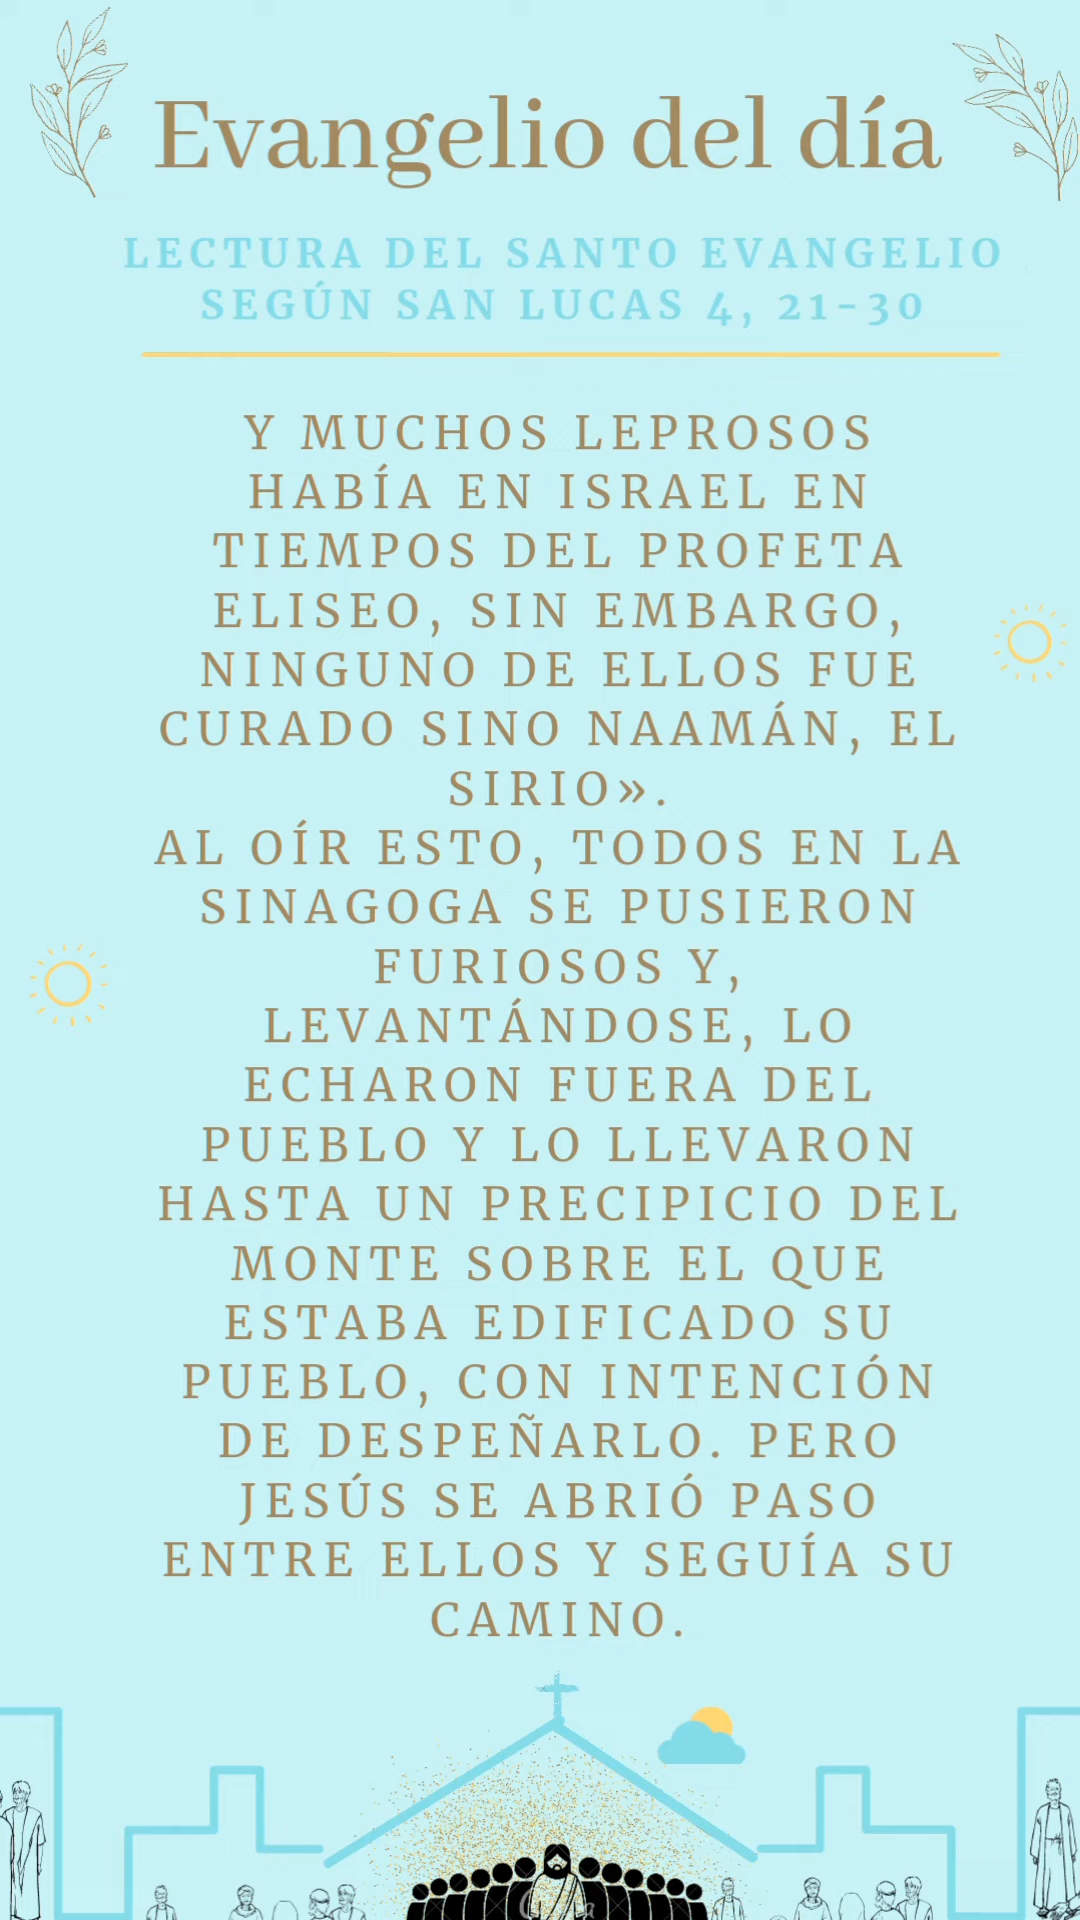 Evangelio del día
LECTURA DEL SANTO EVANGELIO
SEGÚN SAN LUCAS 4, 21-30
Y MUCHOS LEPROSOS
HABÍA EN ISRAEL EN
TIEMPOS DEL PROFETA
ELISEO, SIN EMBARGO,
NINGUNO DE ELLOS FUE
CURADO SINO NAAMÁN, EL
SIRIO».
AL OÍR ESTO, TODOS EN LA
SINAGOGA SE PUSIERON
FURIOSOS Y,
LEVANTÁNDOSE, LO
ECHARON FUERA DEL
PUEBLO Y LO LLEVARON
HASTA UN PRECIPICIO DEL
MONTE SOBRE EL QUE
ESTABA EDIFICADO SU
PUEBLO, CON INTENCIÓN
DE DESPEÑARLO. PERO
JESÚS SE ABRIÓ PASO
ENTRE ELLOS Y SEGUÍA SU
CAMINO.